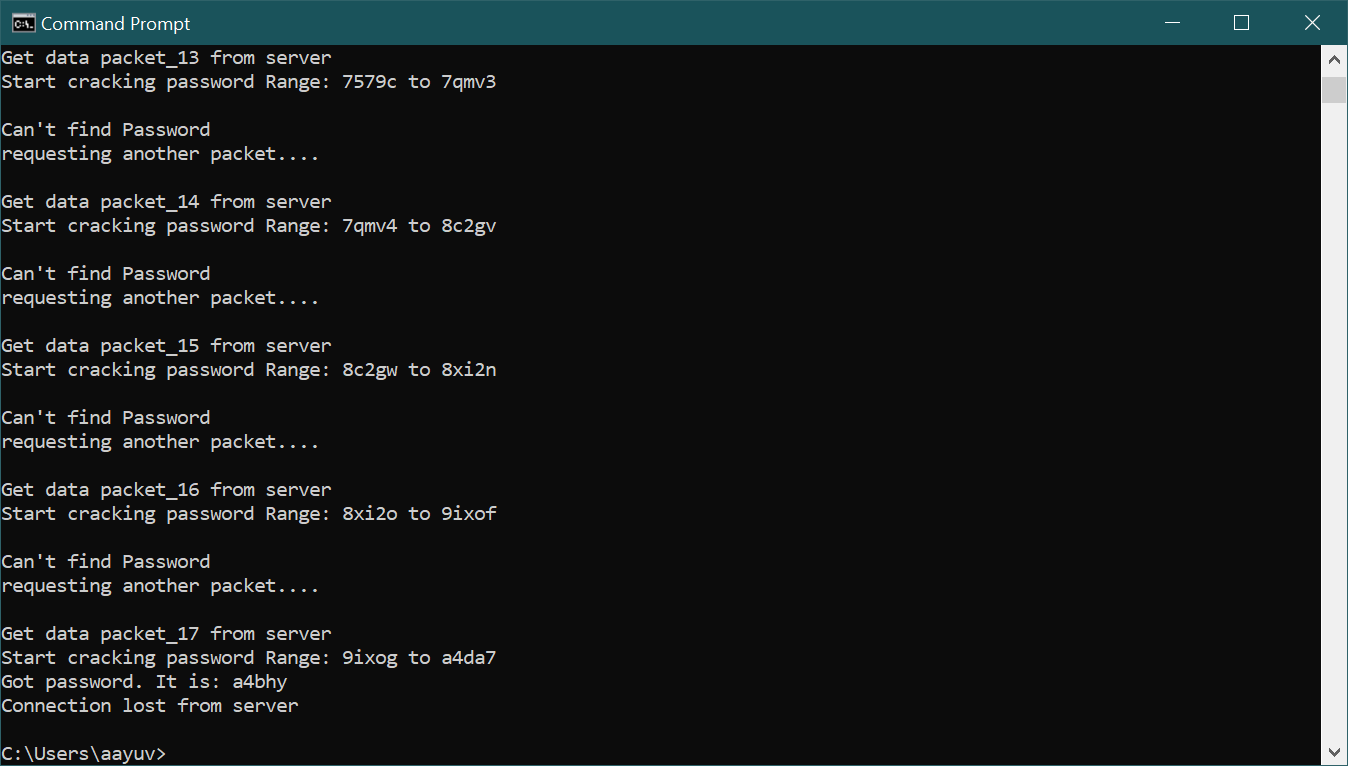 Command Prompt
Get data packet_13 from server
Start cracking password Range: 7579c to 7qmv3
Can't find Password
requesting another packet....
Get data packet_14 from server
Start cracking password Range: 7qmv4 to 8c2gv
Can't find Password
requesting another packet....
Get data packet_15 from server
Start cracking password Range: 8c2gw to 8xi2n
Can't find Password
requesting another packet....
Get data packet_16 from server
Start cracking password Range: 8xi2o to 9ixof
Can't find Password
requesting another packet....
Get data packet_17 from server
Start cracking password Range: 9ixog to a4da7
Got password. It is: a4bhy
Connection lost from server
C:\Users\aayuv>